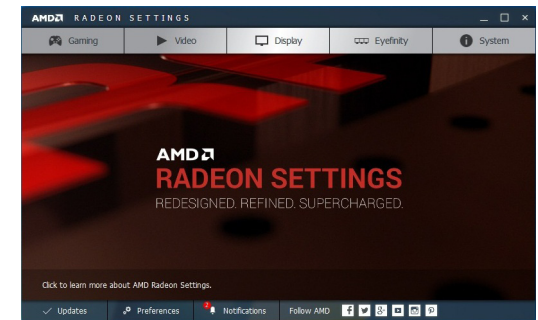 AMD RADEON SETTINGS
Gaming Video Display Eyefinity System
AMD
RADEON SETTINGS
REDESIGNED. REFINED. SUPERCHARGED.
Click to learn more about AMD Radeon Settings.
Updates Preferences 2 Notifications Follow AMD